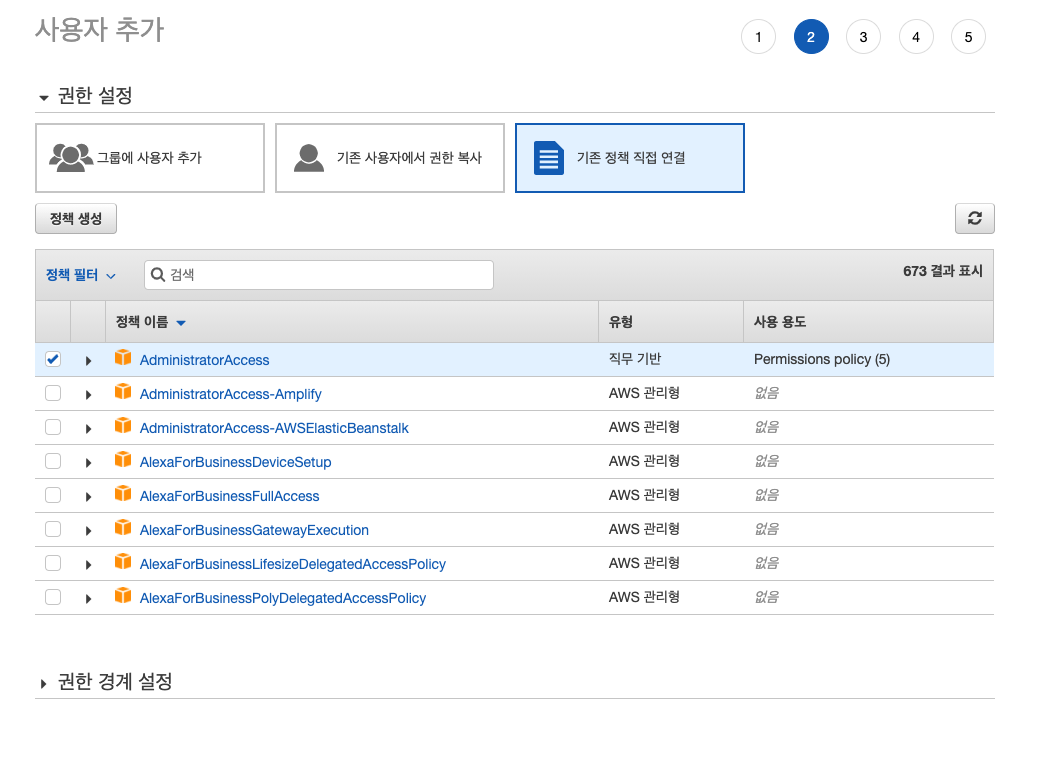 사용자 추가
1 2 3 4 5
권한 설정
그룹에 사용자 추가 기존 사용자에서 권한 복사 기존 정책 직접 연결
정책 생성
정책 필터 검색 673 결과 표시
정책 이름 유형 사용 용도
AdministratorAccess 직무 기반 Permissions policy (5)
AdministratorAccess-Amplify AWS 관리형 없음
AdministratorAccess-AWSElasticBeanstalk AWS 관리형 없음
AlexaForBusinessDeviceSetup AWS 관리형 없음
AlexaForBusinessFullAccess AWS 관리형 없음
AlexaForBusinessGatewayExecution AWS 관리형 없음
AlexaForBusinessLifesizeDelegatedAccessPolicy AWS 관리형 없음
AlexaForBusinessPolyDelegatedAccessPolicy AWS 관리형 없음
권한 경계 설정